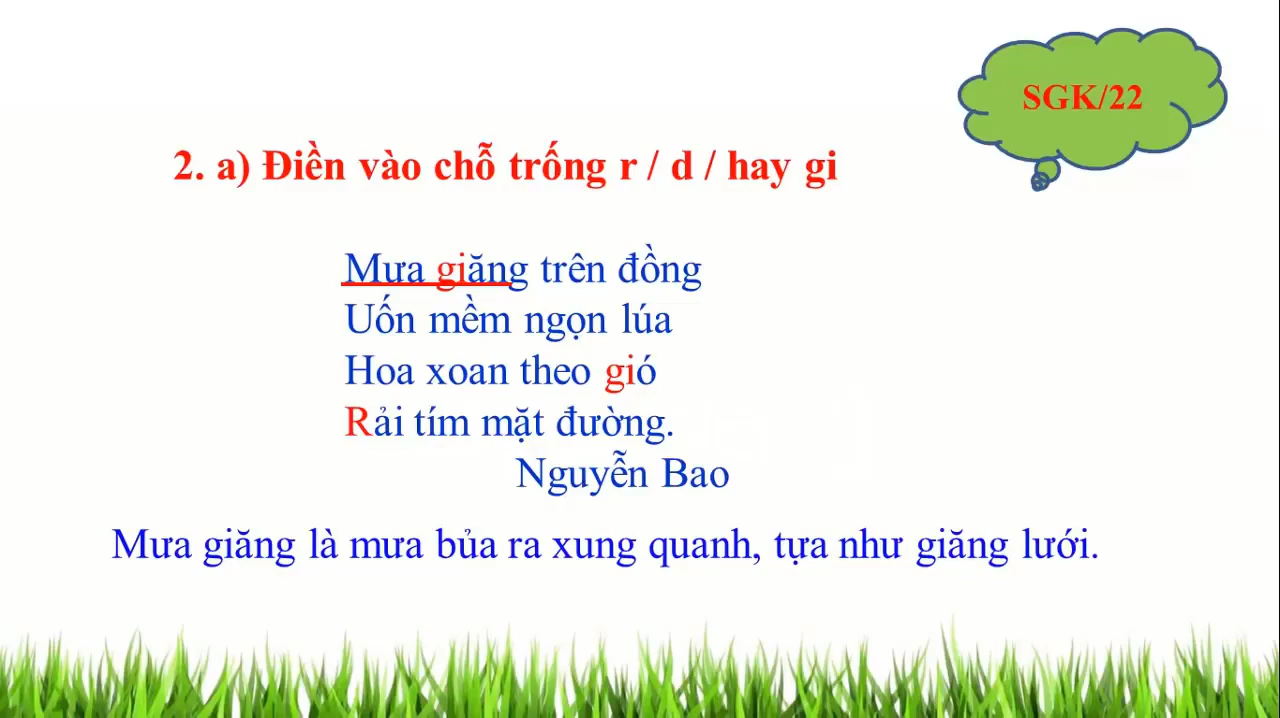 SGK/22
2. a) Điền vào chỗ trống r / d / hay gi
Mưa giăng trên đồng
Uốn mềm ngọn lúa
Hoa xoan theo gió
Rải tím mặt đường.
Nguyễn Bao
Mưa giăng là mưa bủa ra xung quanh, tựa như giăng lưới.